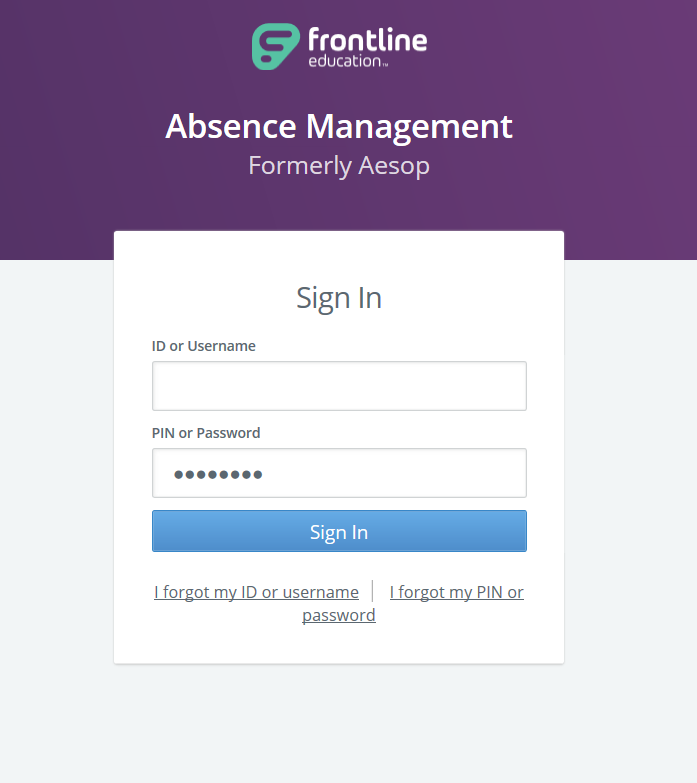 frontline
education™
Absence Management
Formerly Aesop
Sign In
ID or Username
PIN or Password
●●●●●●●●
Sign In
I forgot my ID or username | I forgot my PIN or
password